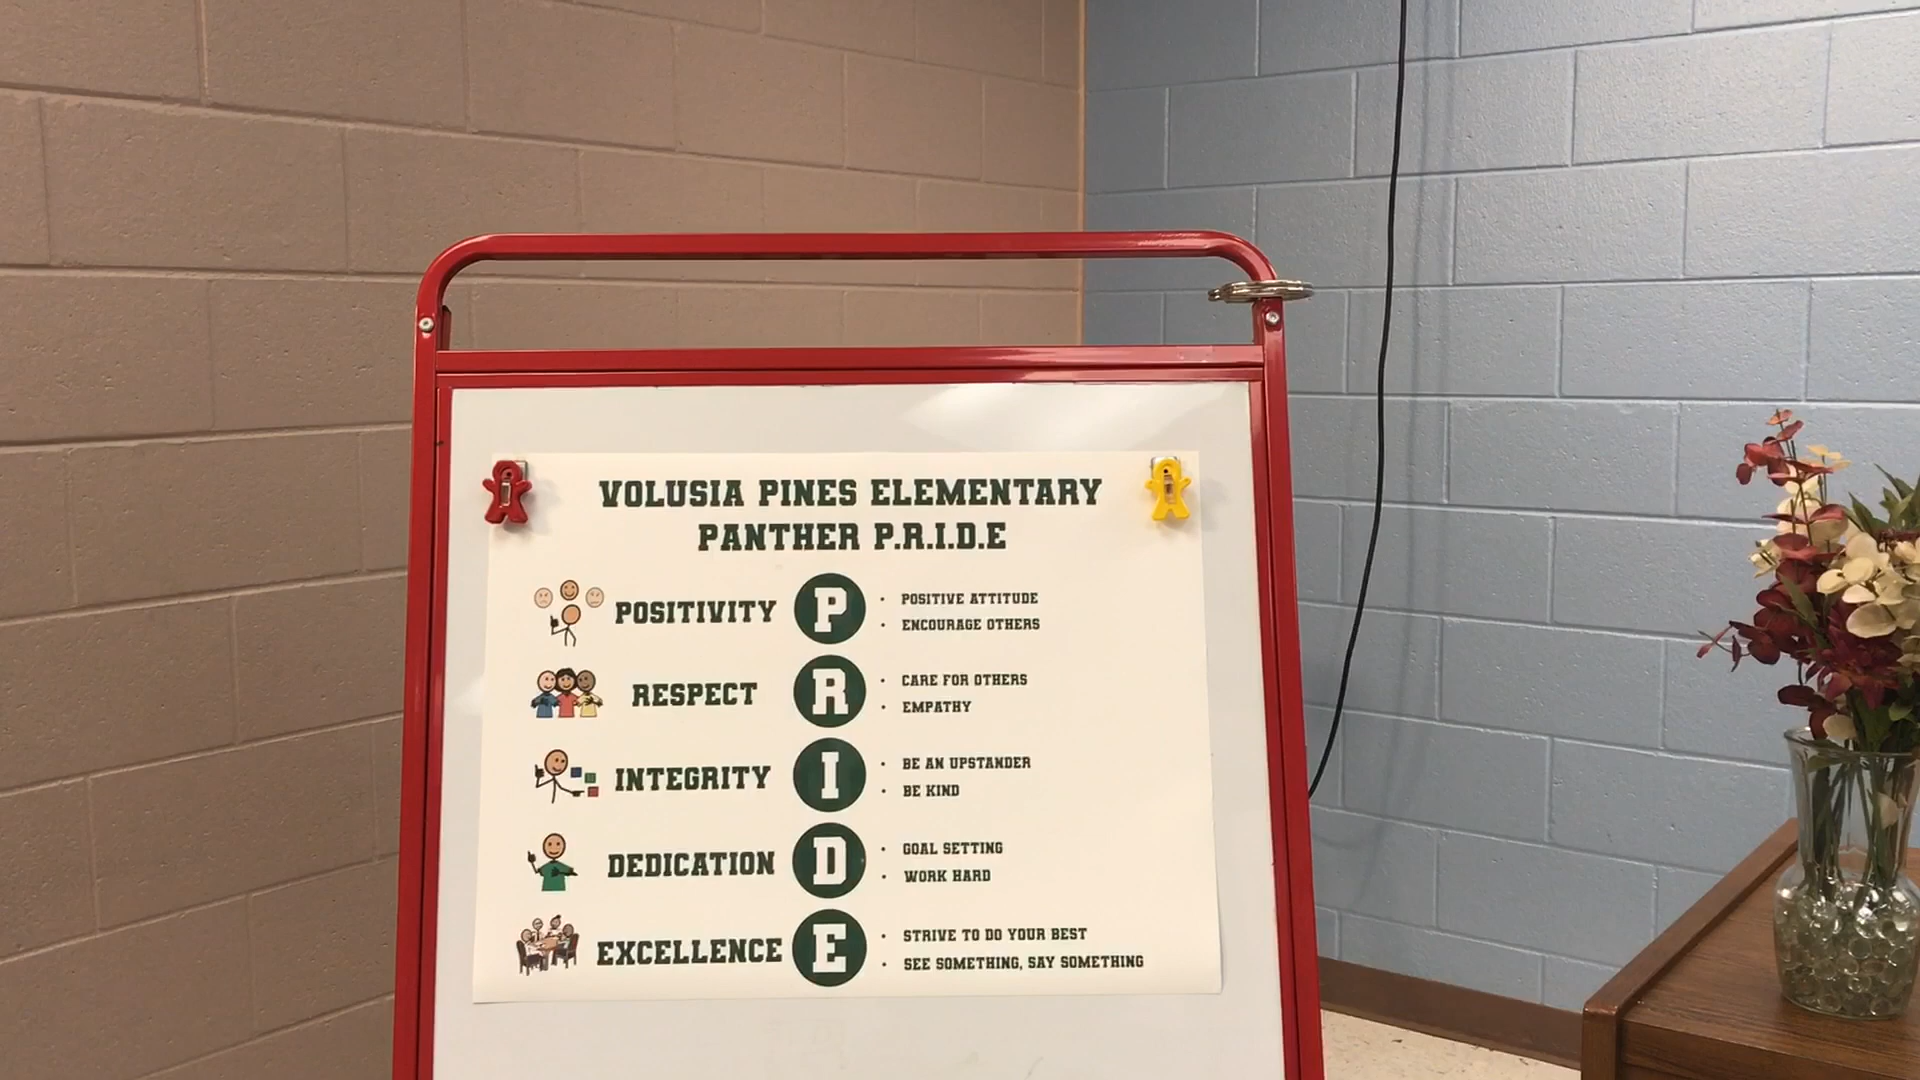 VOLUSIA PINES ELEMENTARY
PANTHER P.R.I.D.E
POSITIVITY P • POSITIVE ATTITUDE
• ENCOURAGE OTHERS
RESPECT R • CARE FOR OTHERS
• EMPATHY
INTEGRITY I • BE AN UPSTANDER
• BE KIND
DEDICATION D • GOAL SETTING
• WORK HARD
EXCELLENCE E • STRIVE TO DO YOUR BEST
• SEE SOMETHING, SAY SOMETHING